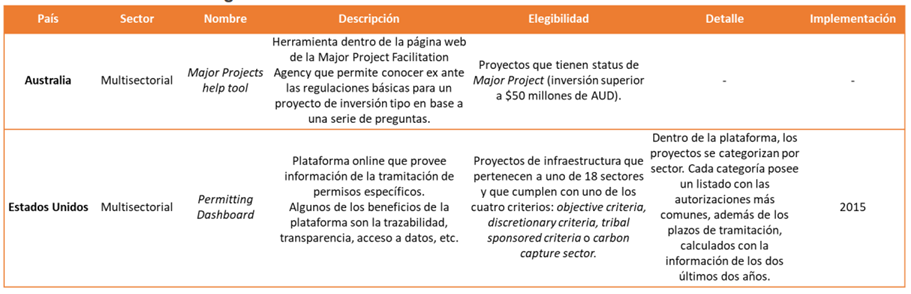 País Sector Nombre Descripción Elegibilidad Detalle Implementación
Australia
Multisectorial
Major Projects
help tool
Herramienta dentro de la página web
de la Major Project Facilitation
Agency que permite conocer ex ante
las regulaciones básicas para un
proyecto de inversión tipo en base a
una serie de preguntas.
Proyectos que tienen status de
Major Project (inversión superior
a $50 millones de AUD).
-
-
Estados Unidos
Multisectorial
Permitting
Dashboard
Plataforma online que provee
información de la tramitación de
permisos específicos.
Algunos de los beneficios de la
plataforma son la trazabilidad,
transparencia, acceso a datos, etc.
Proyectos de infraestructura que
pertenecen a uno de 18 sectores
y que cumplen con uno de los
cuatro criterios: objective criteria,
discretionary criteria, tribal
sponsored criteria o carbon
capture sector.
Dentro de la plataforma, los
proyectos se categorizan por
sector. Cada categoría posee
un listado con las
autorizaciones más
comunes, además de los
plazos de tramitación,
calculados con la
información de los dos
últimos dos años.
2015